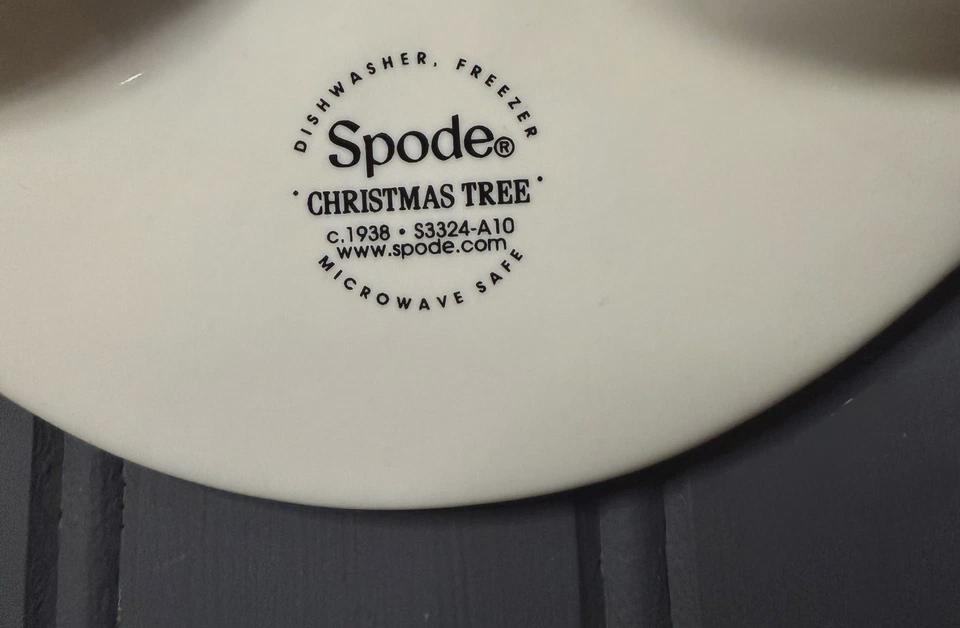 DISHWASHER, FREEZER
Spode®
· CHRISTMAS TREE ·
c.1938 • S3324-A10
www.spode.com
MICROWAVE SAFE